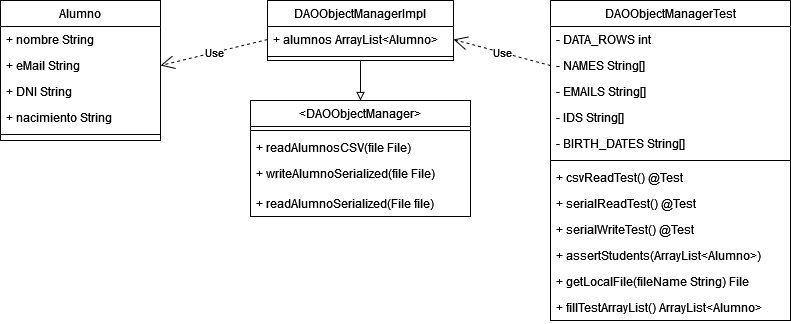 Alumno
+ nombre String
+ eMail String
+ DNI String
+ nacimiento String
Use
DAOObjectManagerImpl
+ alumnos ArrayList<Alumno>
<DAOObjectManager>
+ readAlumnosCSV(file File)
+ writeAlumnoSerialized(file File)
+ readAlumnoSerialized(File file)
Use
DAOObjectManagerTest
- DATA_ROWS int
- NAMES String[]
- EMAILS String[]
- IDS String[]
- BIRTH_DATES String[]
+ csvReadTest() @Test
+ serialReadTest() @Test
+ serialWriteTest() @Test
+ assertStudents(ArrayList<Alumno>)
+ getLocalFile(fileName String) File
+ fillTestArrayList() ArrayList<Alumno>